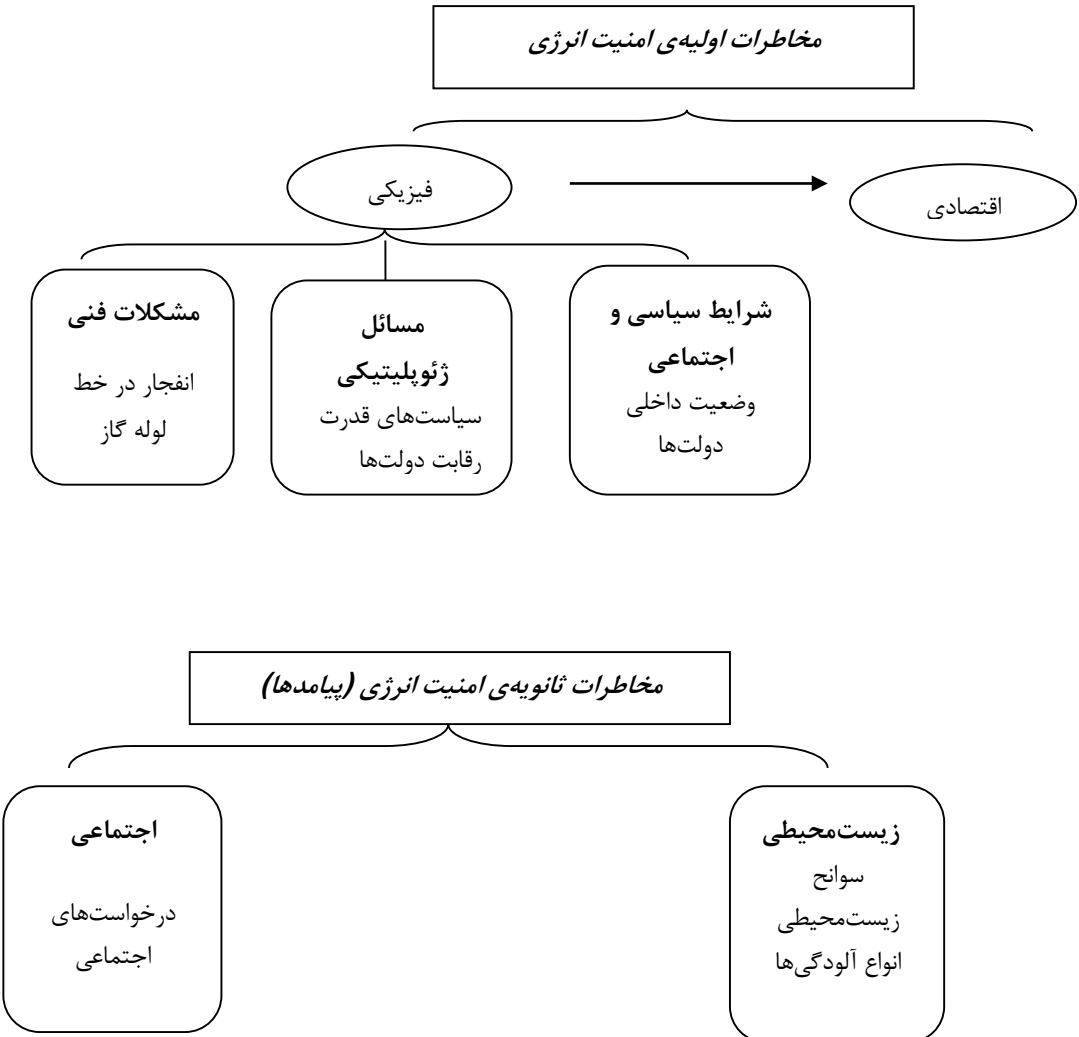 مخاطرات اولیه‌ی امنیت انرژی
فیزیکی
اقتصادی
شرایط سیاسی و
اجتماعی
وضعیت داخلی
دولت‌ها
مسائل
ژئوپلیتیکی
سیاست‌های قدرت
رقابت دولت‌ها
مشکلات فنی
انفجار در خط
لوله گاز
مخاطرات ثانویه‌ی امنیت انرژی (پیامدها)
زیست‌محیطی
سوانح
زیست‌محیطی
انواع آلودگی‌ها
اجتماعی
درخواست‌های
اجتماعی